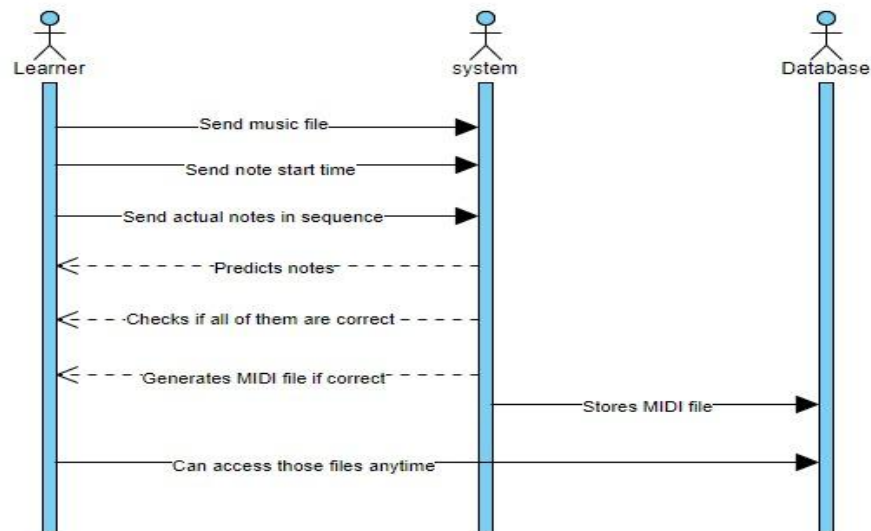 Learner
system
Database
Send music file
Send note start time
Send actual notes in sequence
Predicts notes
Checks if all of them are correct
Generates MIDI file if correct
Stores MIDI file
Can access those files anytime